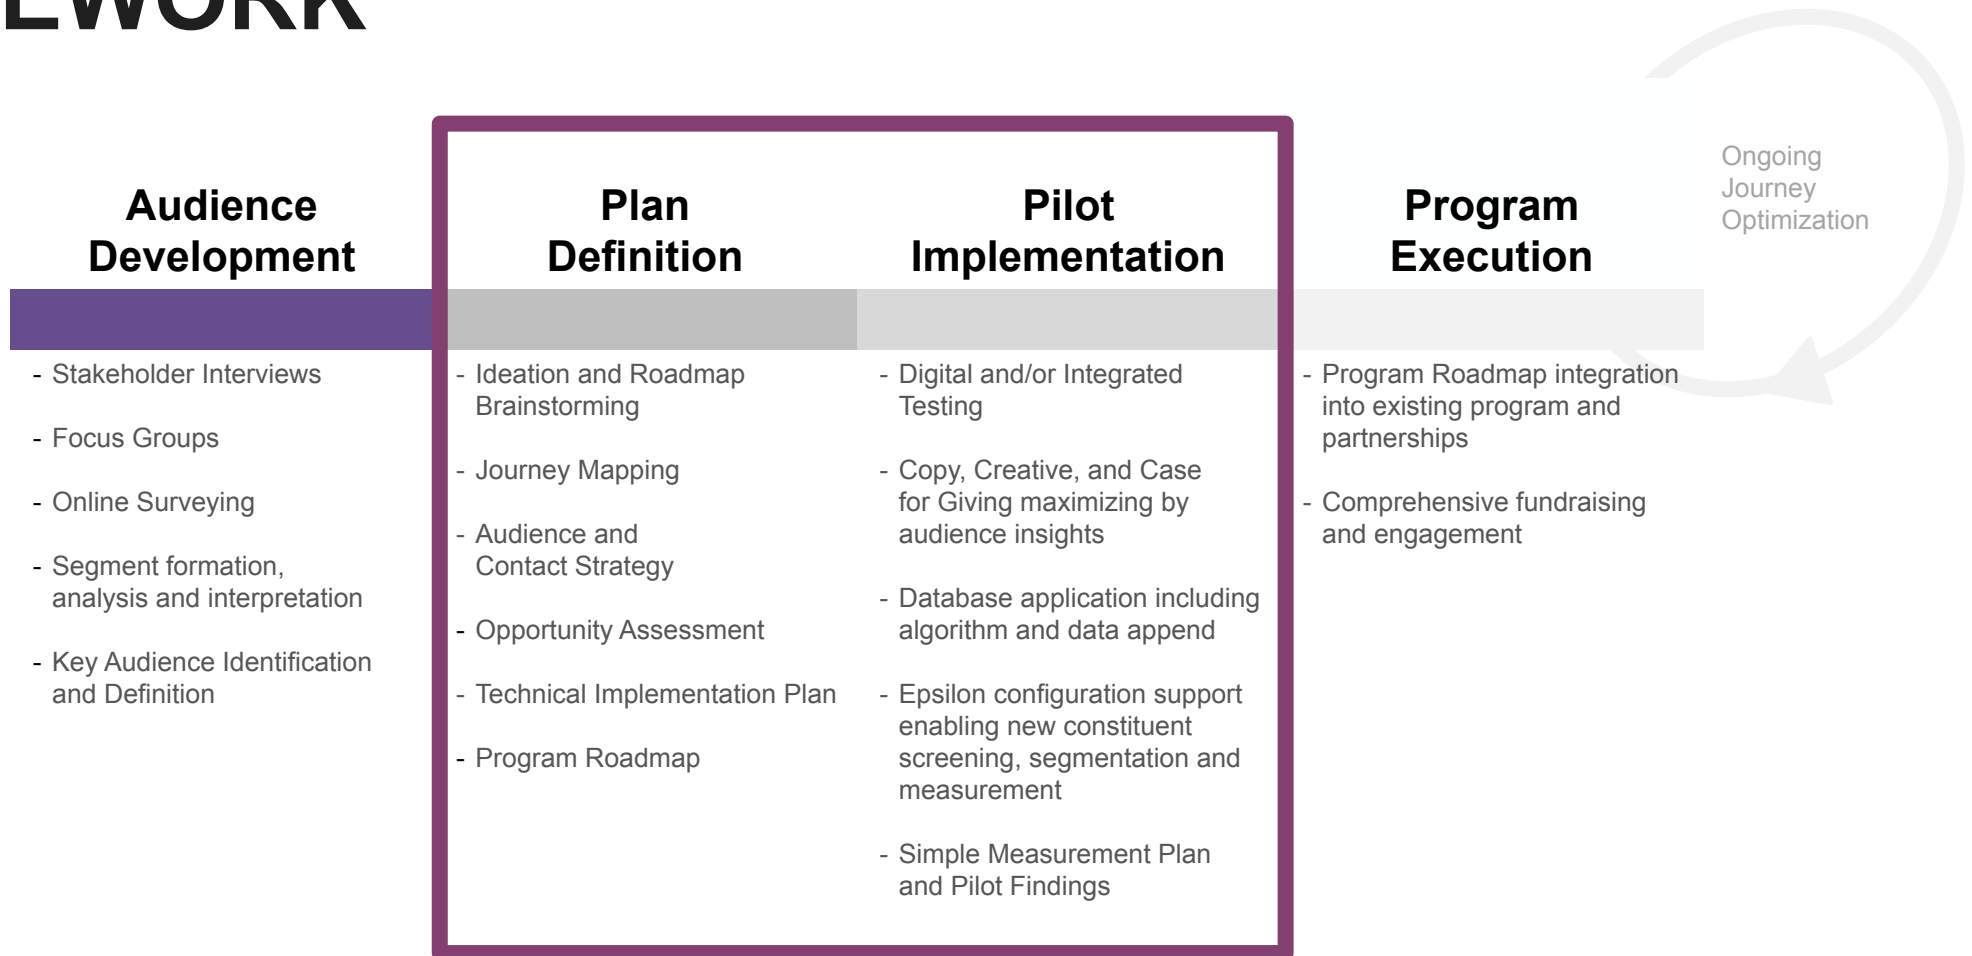 EWORK
Audience
Development
Plan
Definition
Pilot
Implementation
Program
Execution
Ongoing
Journey
Optimization
- Stakeholder Interviews
- Focus Groups
- Online Surveying
- Segment formation,
analysis and interpretation
- Key Audience Identification
and Definition
- Ideation and Roadmap
Brainstorming
- Journey Mapping
- Audience and
Contact Strategy
- Opportunity Assessment
- Technical Implementation Plan
- Program Roadmap
- Digital and/or Integrated
Testing
- Copy, Creative, and Case
for Giving maximizing by
audience insights
- Database application including
algorithm and data append
- Epsilon configuration support
enabling new constituent
screening, segmentation and
measurement
- Simple Measurement Plan
and Pilot Findings
- Program Roadmap integration
into existing program and
partnerships
- Comprehensive fundraising
and engagement